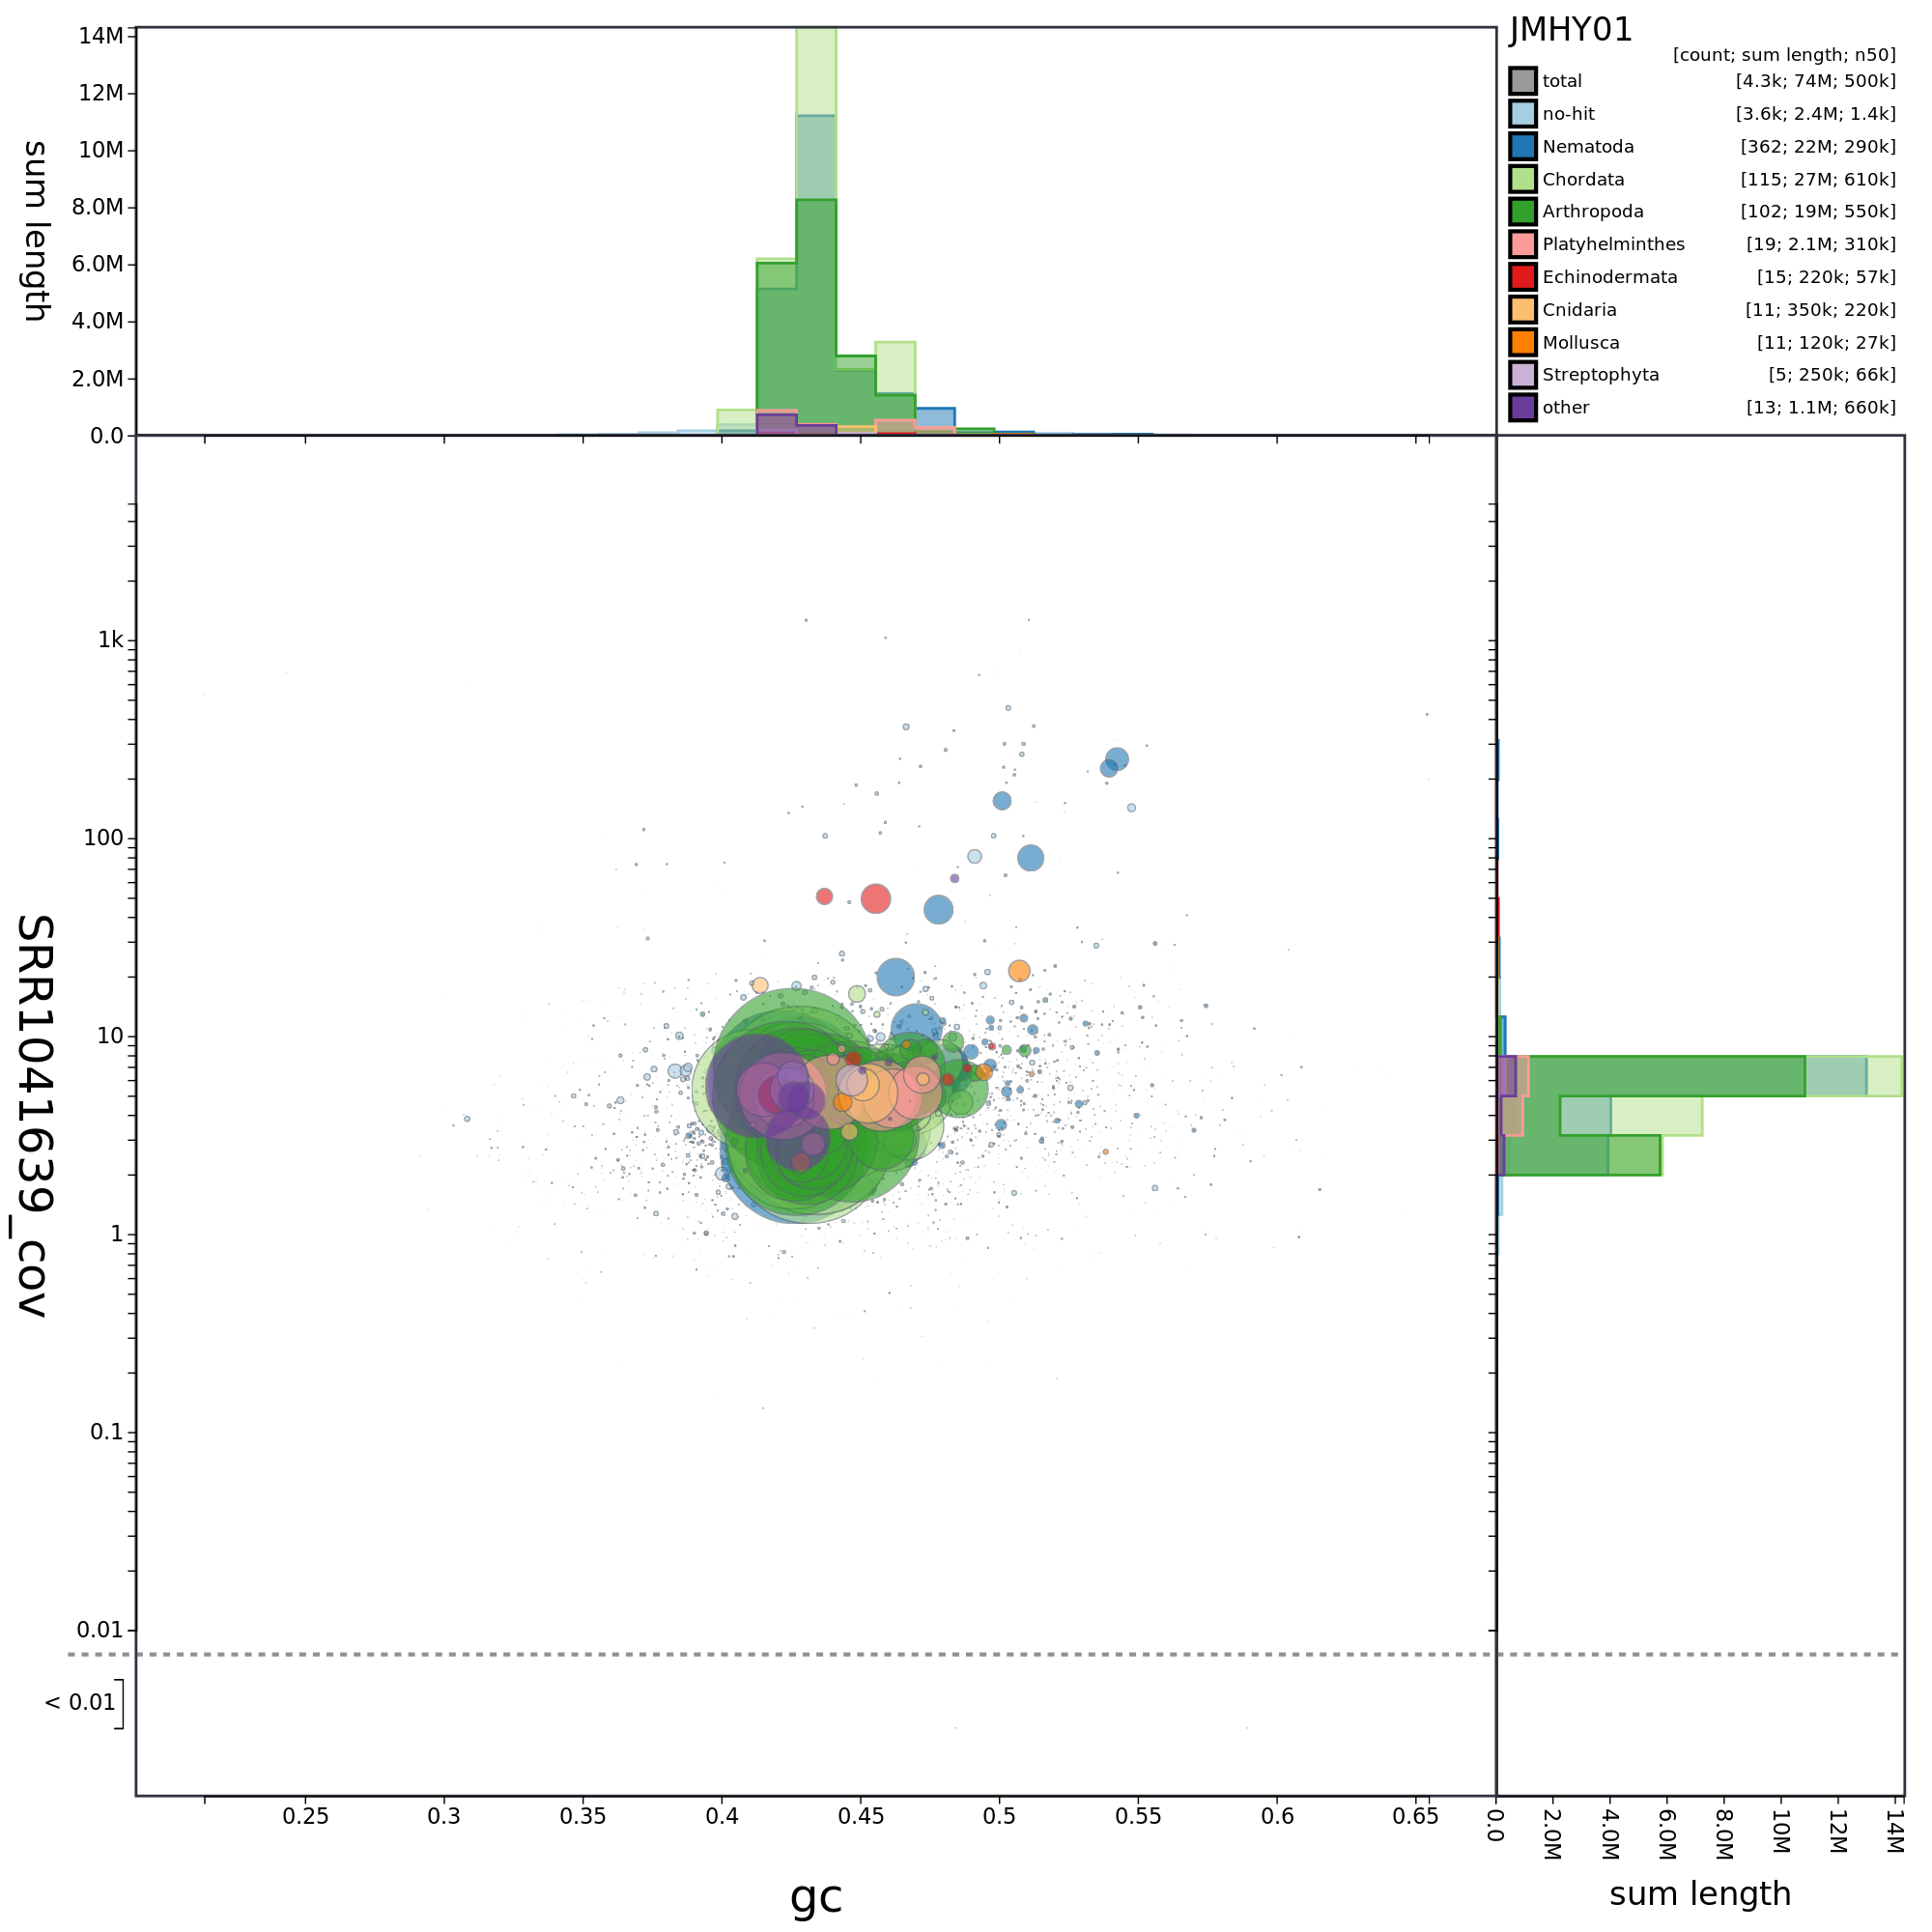 JMHY01
[count; sum length; n50]
total [4.3k; 74M; 500k]
no-hit [3.6k; 2.4M; 1.4k]
Nematoda [362; 22M; 290k]
Chordata [115; 27M; 610k]
Arthropoda [102; 19M; 550k]
Platyhelminthes [19; 2.1M; 310k]
Echinodermata [15; 220k; 57k]
Cnidaria [11; 350k; 220k]
Mollusca [11; 120k; 27k]
Streptophyta [5; 250k; 66k]
other [13; 1.1M; 660k]
sum length
14M
12M
10M
8.0M
6.0M
4.0M
2.0M
0.0
SRR1041639_cov
1k
100
10
1
0.1
0.01
< 0.01
0.25 0.3 0.35 0.4 0.45 0.5 0.55 0.6 0.65
gc
0.0 2.0M 4.0M 6.0M 8.0M 10M 12M 14M
sum length